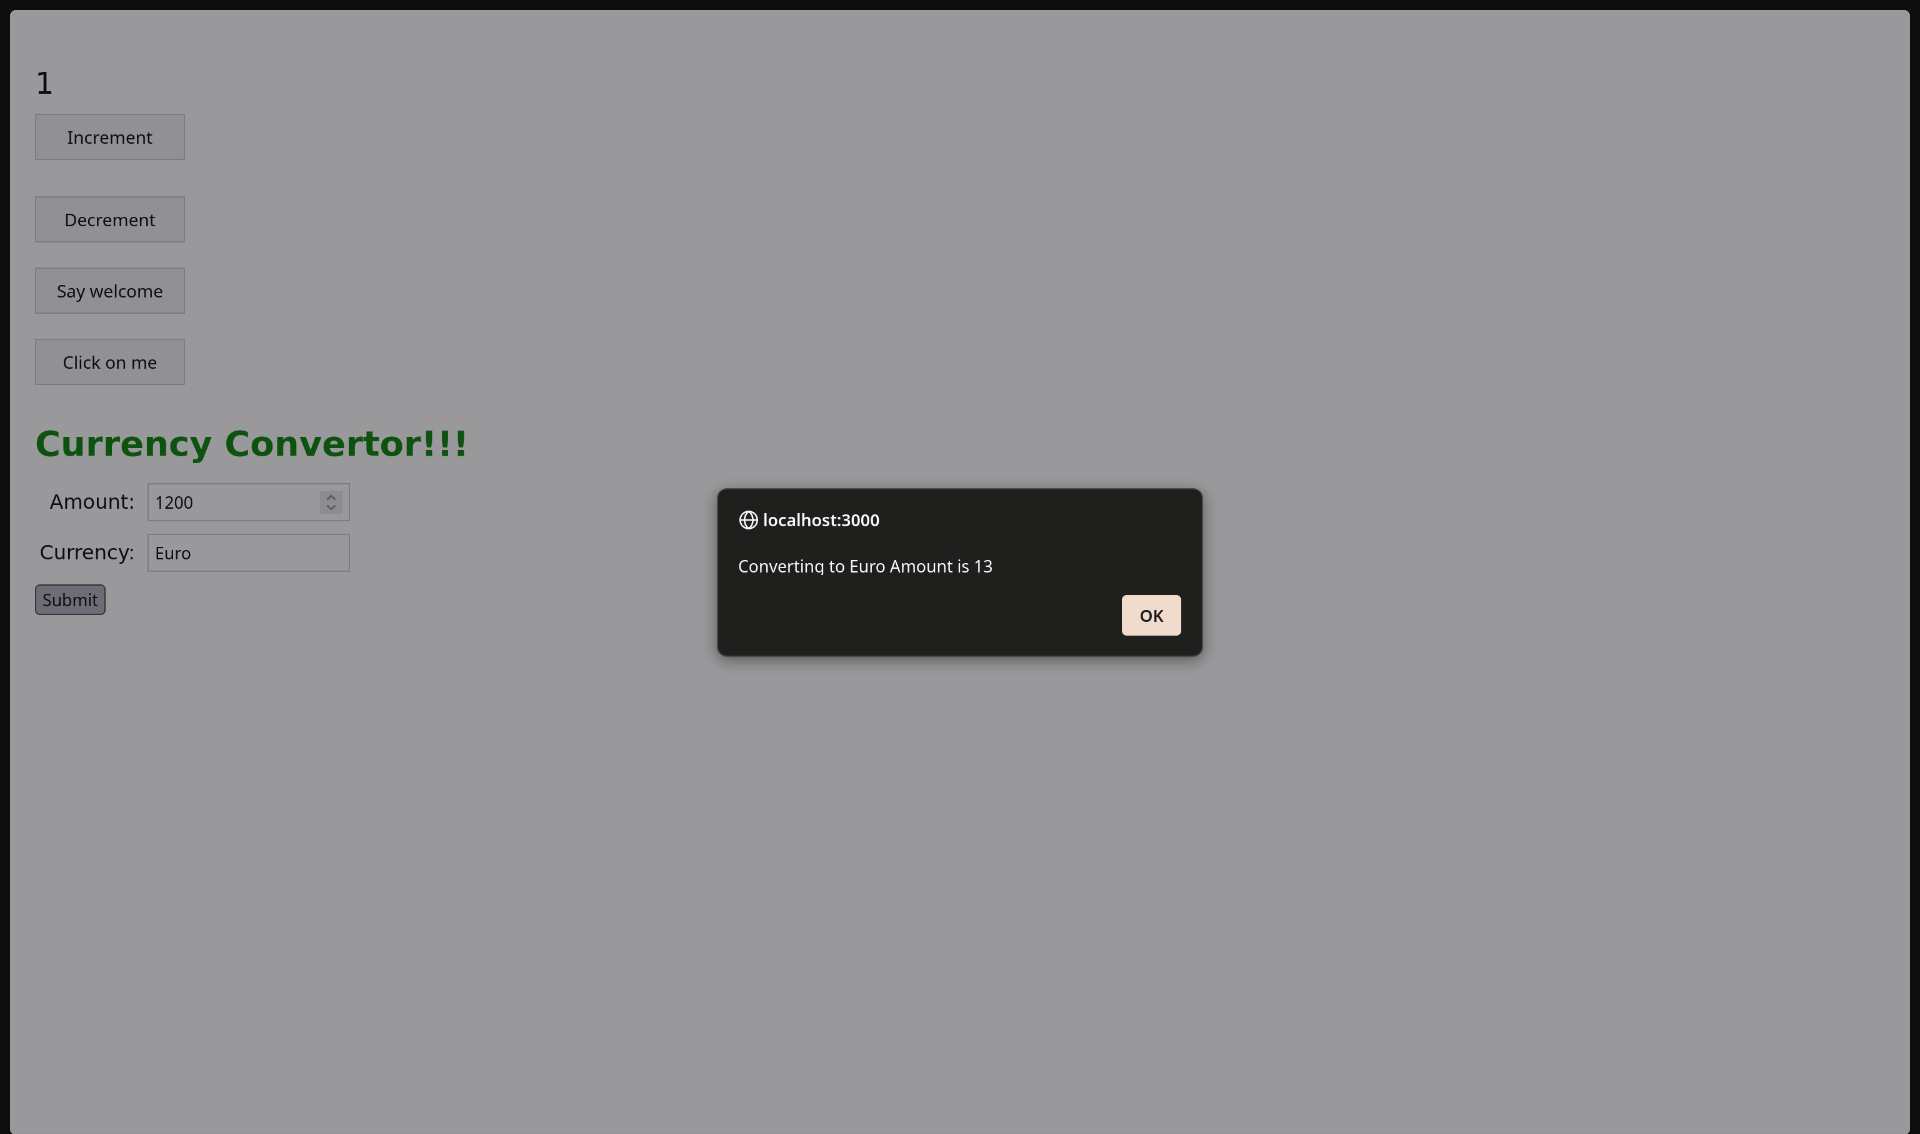 1
Increment
Decrement
Say welcome
Click on me
Currency Convertor!!!
Amount: 1200
Currency: Euro
Submit
localhost:3000
Converting to Euro Amount is 13
OK